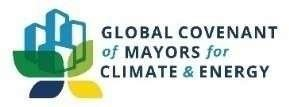 GLOBAL COVENANT
of MAYORS for
CLIMATE & ENERGY